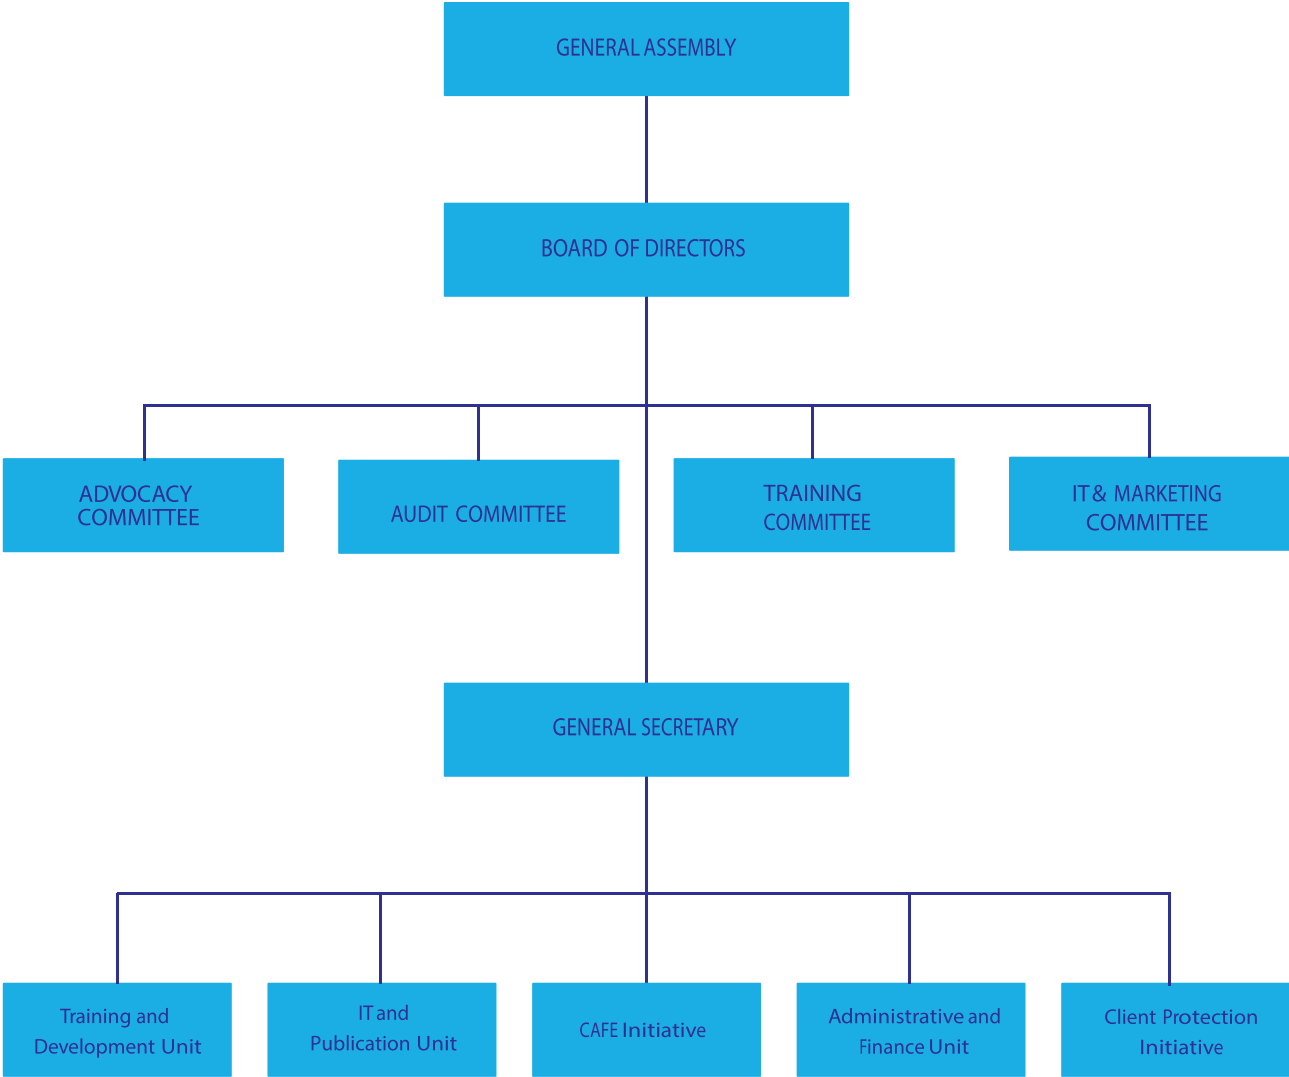 GENERAL ASSEMBLY
BOARD OF DIRECTORS
ADVOCACY
COMMITTEE
AUDIT COMMITTEE
TRAINING
COMMITTEE
IT & MARKETING
COMMITTEE
GENERAL SECRETARY
Training and
Development Unit
IT and
Publication Unit
CAFE Initiative
Administrative and
Finance Unit
Client Protection
Initiative